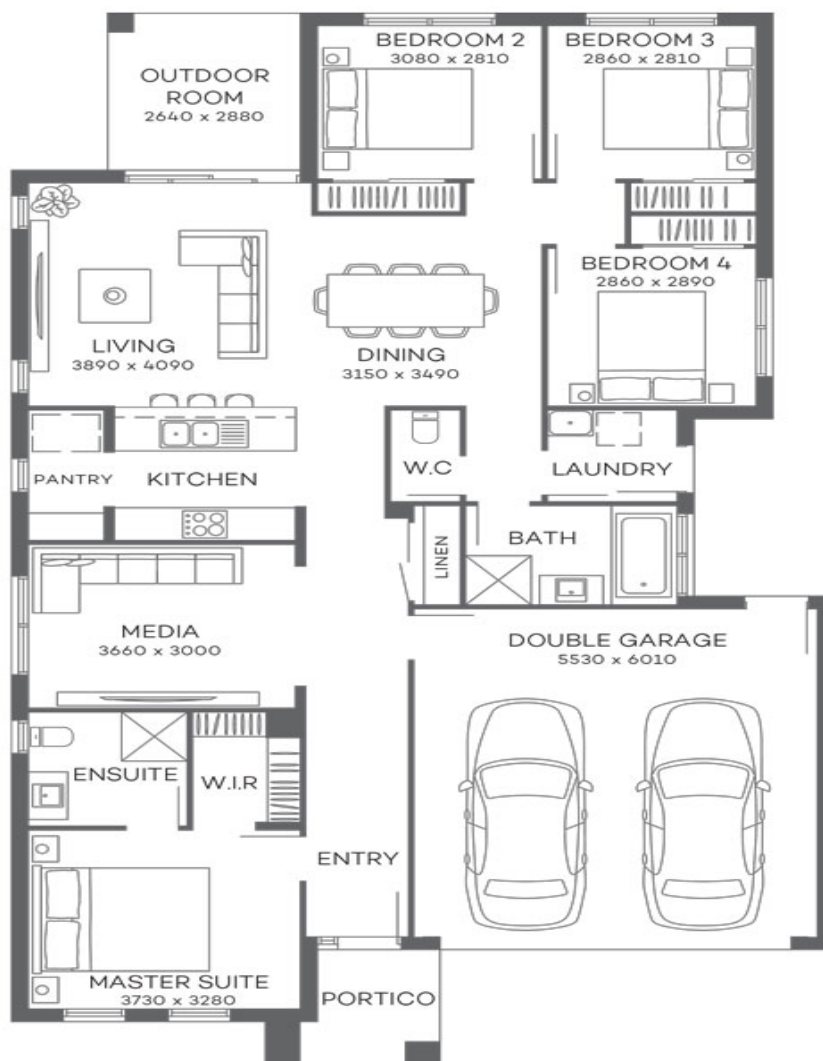 BEDROOM 2
3080 x 2810
BEDROOM 3
2860 x 2810
OUTDOOR
ROOM
2640 x 2880
BEDROOM 4
2860 x 2890
LIVING
3890 x 4090
DINING
3150 x 3490
PANTRY
KITCHEN
W.C
LAUNDRY
LINEN
BATH
MEDIA
3660 x 3000
DOUBLE GARAGE
5530 x 6010
ENSUITE
W.I.R
ENTRY
MASTER SUITE
3730 x 3280
PORTICO